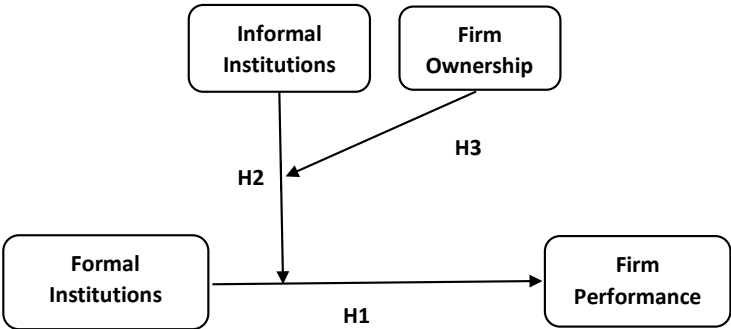 Informal
Institutions
Firm
Ownership
H3
H2
Formal
Institutions
Firm
Performance
H1